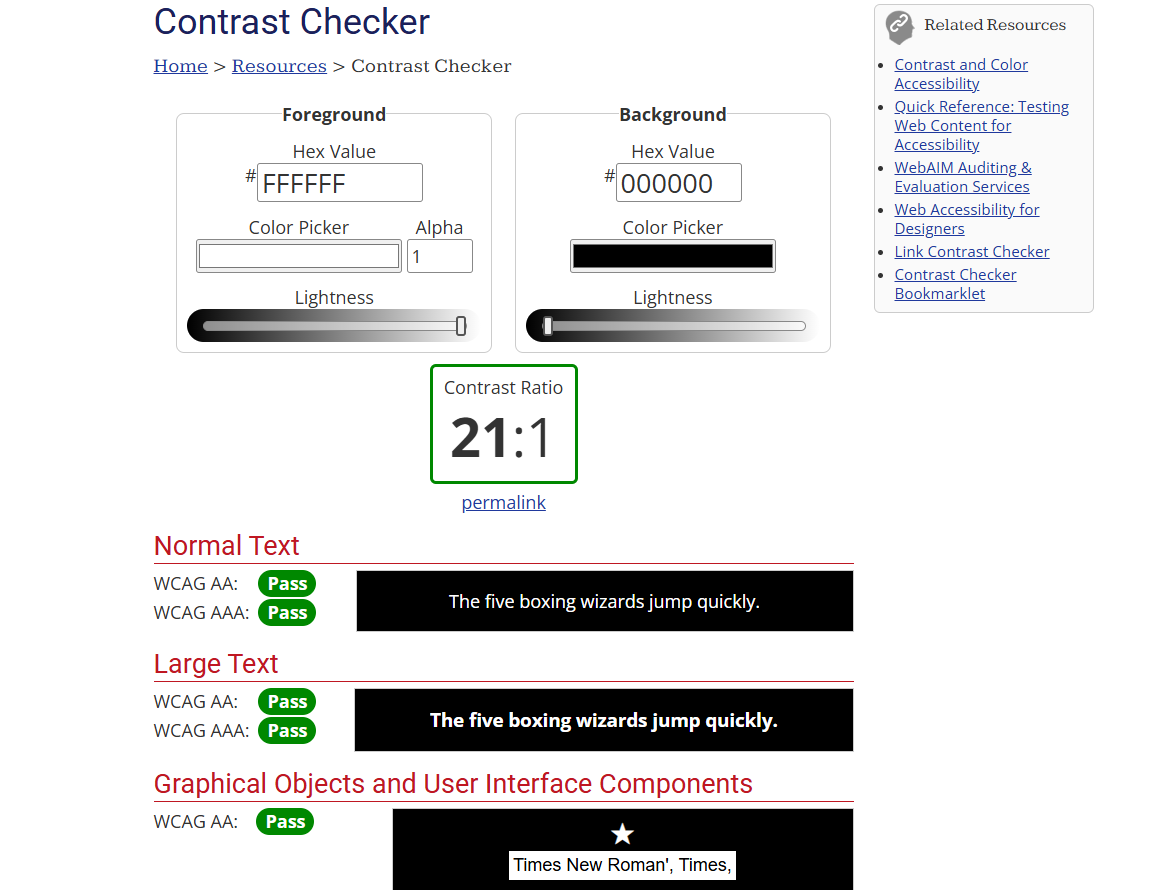 Contrast Checker
Home > Resources > Contrast Checker
Foreground
Hex Value
# FFFFFF
Color Picker Alpha
1
Lightness
Background
Hex Value
# 000000
Color Picker
Lightness
Contrast Ratio
21:1
permalink
Normal Text
WCAG AA: Pass
WCAG AAA: Pass
The five boxing wizards jump quickly.
Large Text
WCAG AA: Pass
WCAG AAA: Pass
The five boxing wizards jump quickly.
Graphical Objects and User Interface Components
WCAG AA: Pass
Times New Roman', Times,
Related Resources
Contrast and Color
Accessibility
Quick Reference: Testing
Web Content for
Accessibility
WebAIM Auditing &
Evaluation Services
Web Accessibility for
Designers
Link Contrast Checker
Contrast Checker
Bookmarklet